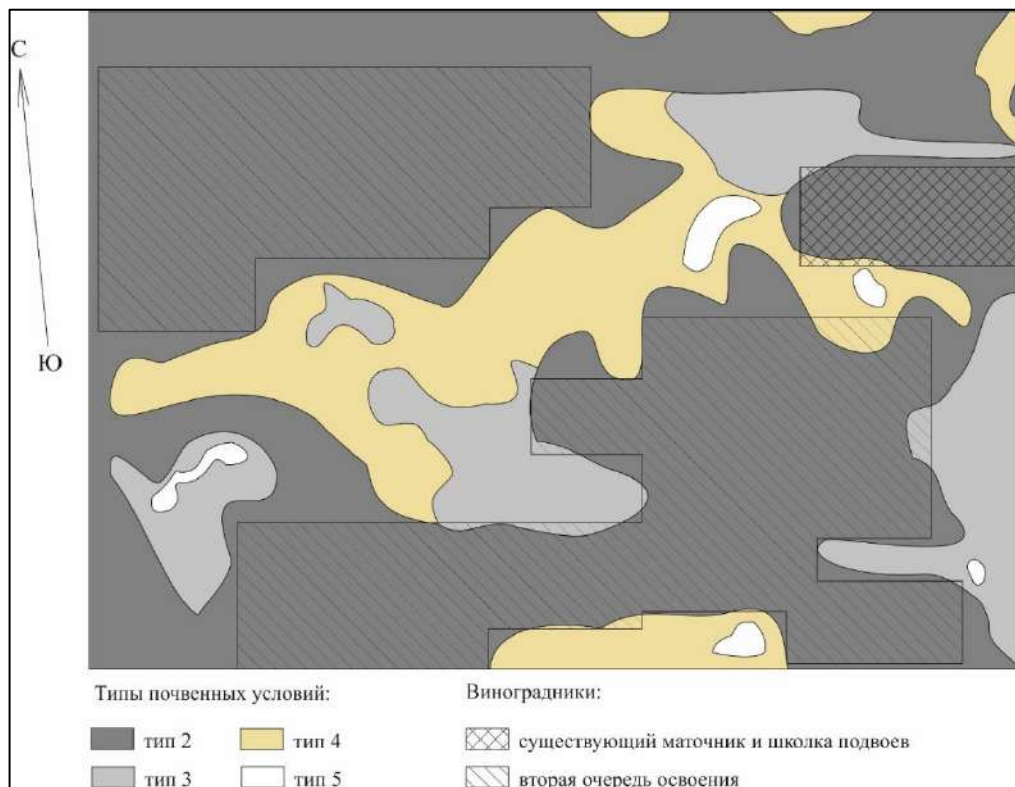 С
Ю
Типы почвенных условий:
Виноградники:
тип 2
тип 4
существующий маточник и школка подвоев
тип 3
тип 5
вторая очередь освоения